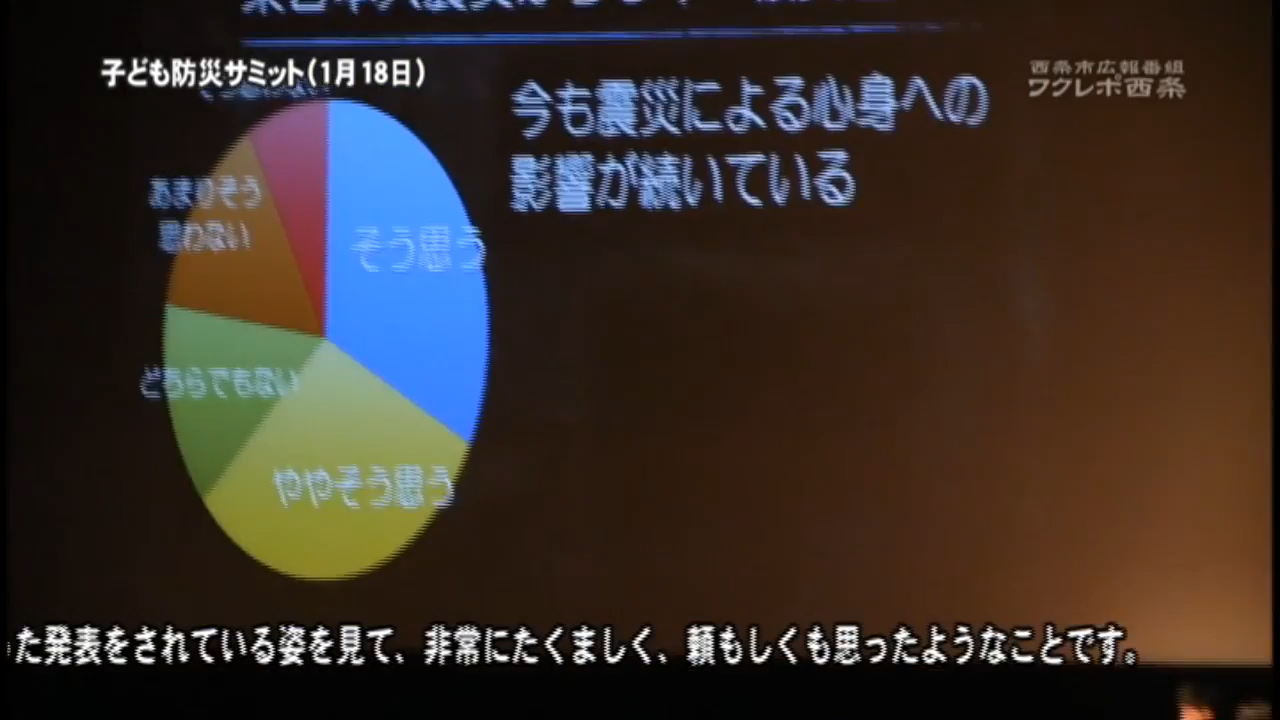 子ども防災サミット(1月18日)
西条市広報番組
ワクレポ西条
今も震災による心身への
影響が続いている
そう思う
ややそう思う
どちらでもない
あまりそう
思わない
た発表をされている姿を見て、非常にたくましく、頼もしくも思ったようなことです。